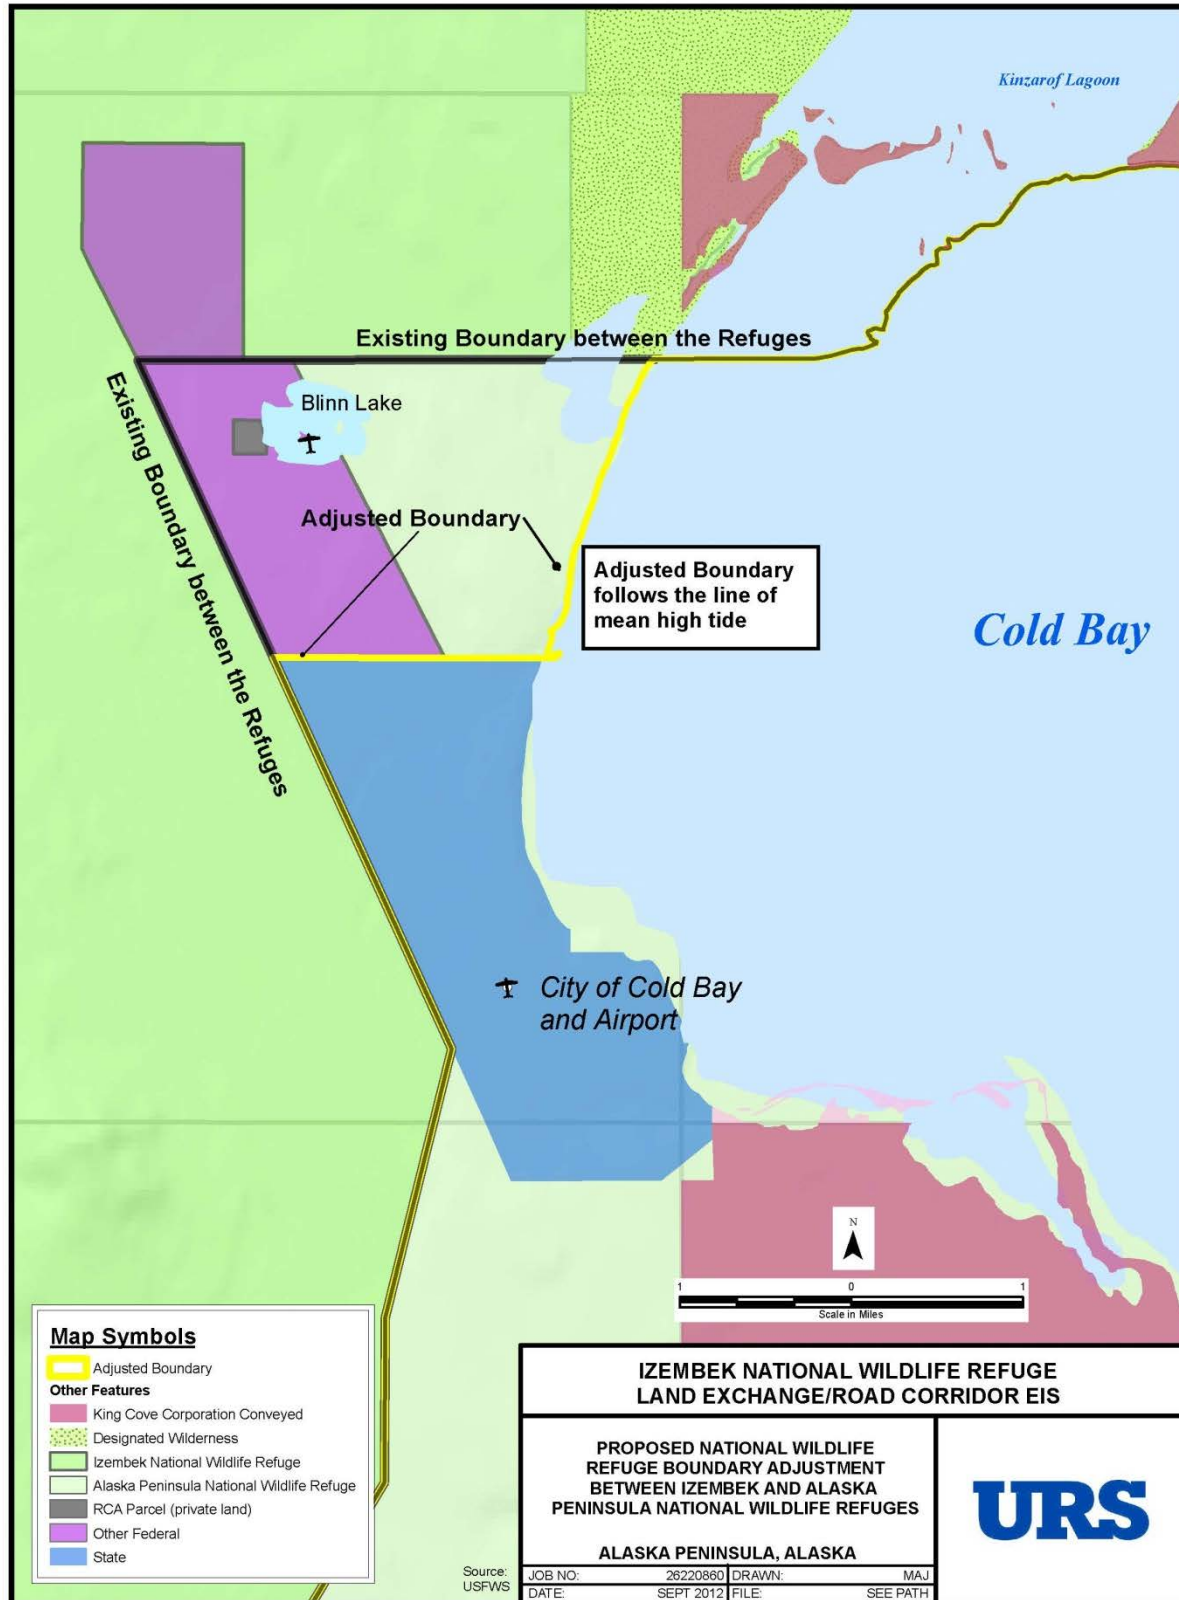 Kinzarof Lagoon
Existing Boundary between the Refuges
Blinn Lake
Existing Boundary between the Refuges
Adjusted Boundary
Adjusted Boundary
follows the line of
mean high tide
Cold Bay
City of Cold Bay
and Airport
N
1 0 1
Scale in Miles
Map Symbols
Adjusted Boundary
Other Features
King Cove Corporation Conveyed
Designated Wilderness
Izembek National Wildlife Refuge
Alaska Peninsula National Wildlife Refuge
RCA Parcel (private land)
Other Federal
State
Source:
USFWS
IZEMBEK NATIONAL WILDLIFE REFUGE
LAND EXCHANGE/ROAD CORRIDOR EIS
PROPOSED NATIONAL WILDLIFE
REFUGE BOUNDARY ADJUSTMENT
BETWEEN IZEMBEK AND ALASKA
PENINSULA NATIONAL WILDLIFE REFUGES
ALASKA PENINSULA, ALASKA
JOB NO: 26220860 DRAWN: MAJ
DATE: SEPT 2012 FILE: SEE PATH
URS